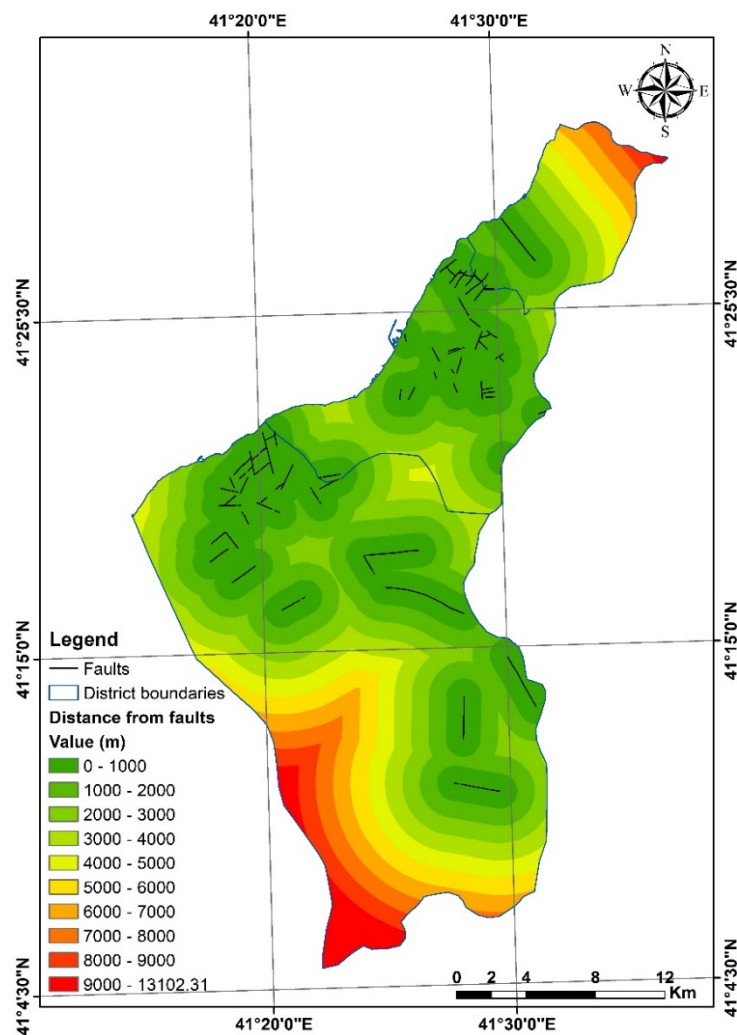 41°20'0"E 41°30'0"E
N
W E
S
41°25'30"N 41°25'30"N
41°15'0"N 41°15'0"N
Legend
Faults
District boundaries
Distance from faults
Value (m)
0 - 1000
1000 - 2000
2000 - 3000
3000 - 4000
4000 - 5000
5000 - 6000
6000 - 7000
7000 - 8000
8000 - 9000
9000 - 13102.31
0 2 4 8 12
Km
41°4'30"N 41°4'30"N
41°20'0"E 41°30'0"E